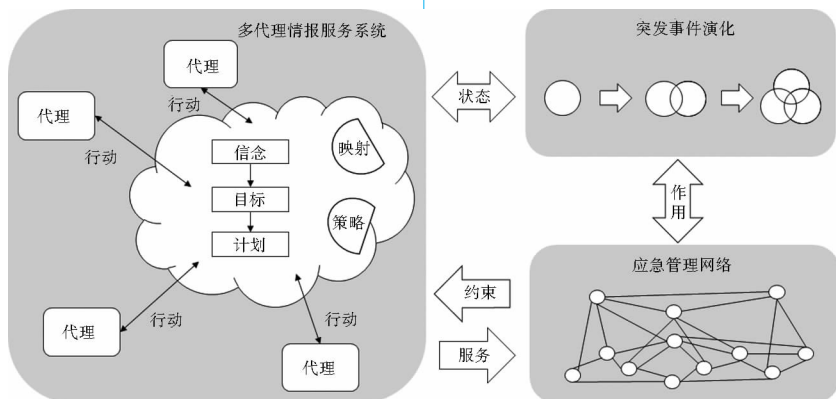 多代理情报服务系统
代理
行动
代理
行动
信念
目标
计划
映射
策略
行动
代理
行动
代理
状态
突发事件演化
作
用
约束
服务
应急管理网络